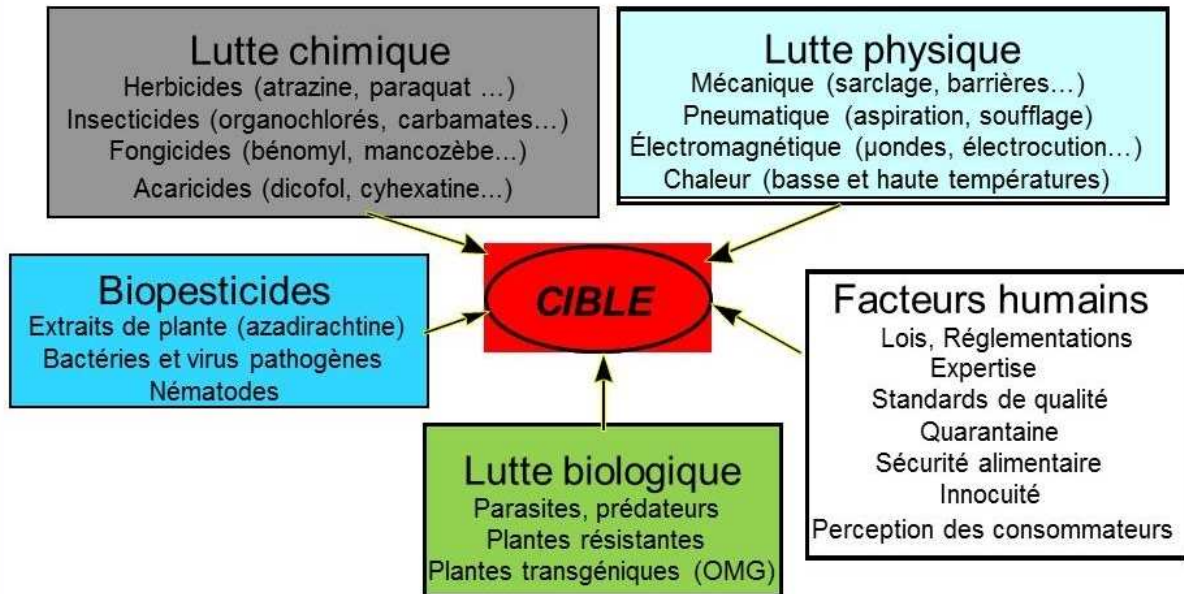 Lutte chimique
Herbicides (atrazine, paraquat ...)
Insecticides (organochlorés, carbamates...)
Fongicides (bénomyl, mancozèbe...)
Acaricides (dicofol, cyhexatine...)
Lutte physique
Mécanique (sarclage, barrières...)
Pneumatique (aspiration, soufflage)
Électromagnétique (µondes, électrocution...)
Chaleur (basse et haute températures)
Biopesticides
Extraits de plante (azadirachtine)
Bactéries et virus pathogènes
Nématodes
CIBLE
Facteurs humains
Lois, Réglementations
Expertise
Standards de qualité
Quarantaine
Sécurité alimentaire
Innocuité
Perception des consommateurs
Lutte biologique
Parasites, prédateurs
Plantes résistantes
Plantes transgéniques (OMG)